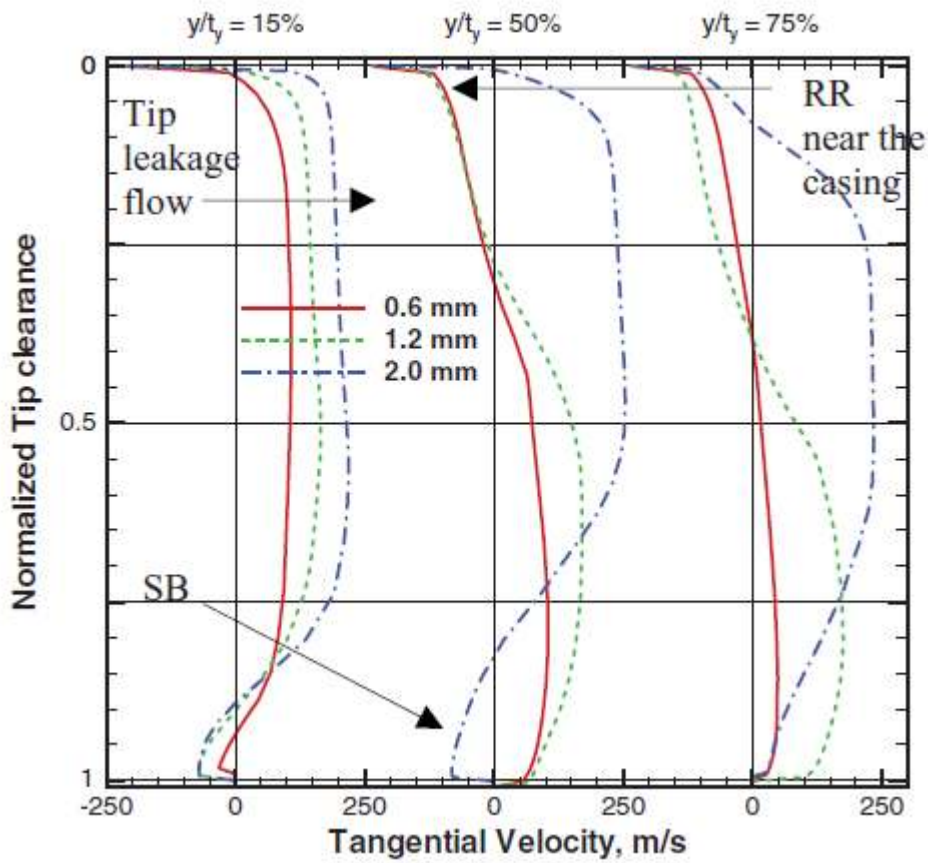 y/ty = 15% y/ty = 50% y/ty = 75%
0
Tip
leakage
flow
RR
near the
casing
0.6 mm
1.2 mm
2.0 mm
Normalized Tip clearance
0.5
SB
1
-250 0 250 0 250 0 250
Tangential Velocity, m/s